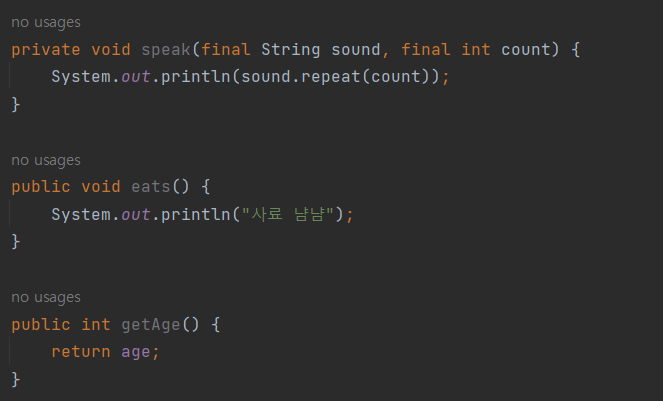 no usages
private void speak(final String sound, final int count) {
    System.out.println(sound.repeat(count));
}
no usages
public void eats() {
    System.out.println("사료 냠냠");
}
no usages
public int getAge() {
    return age;
}